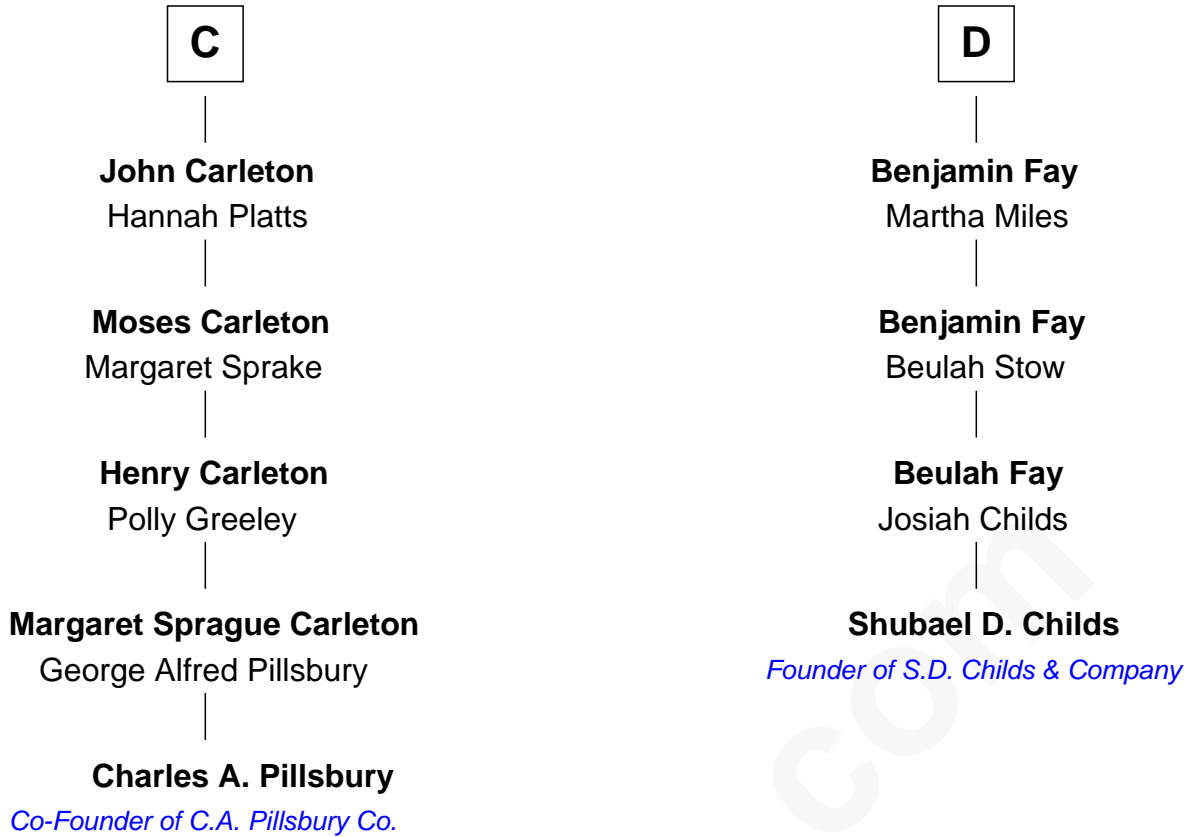 C
John Carleton
Hannah Platts
Moses Carleton
Margaret Sprake
Henry Carleton
Polly Greeley
Margaret Sprague Carleton
George Alfred Pillsbury
Charles A. Pillsbury
Co-Founder of C.A. Pillsbury Co.
D
Benjamin Fay
Martha Miles
Benjamin Fay
Beulah Stow
Beulah Fay
Josiah Childs
Shubael D. Childs
Founder of S.D. Childs & Company
com